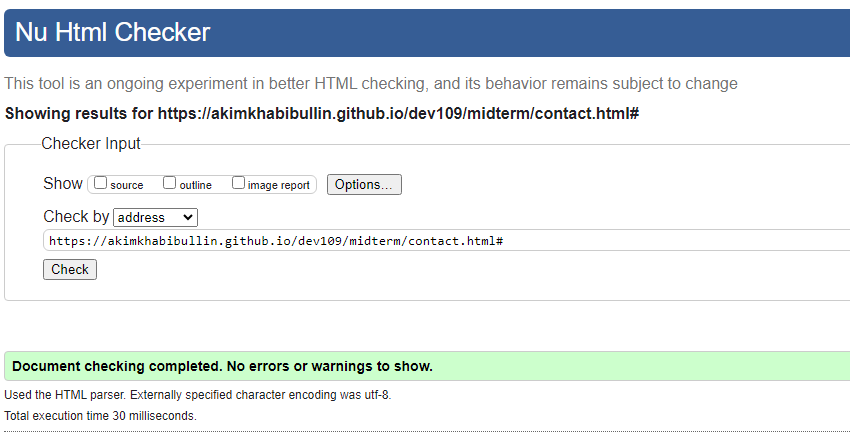 Nu Html Checker
This tool is an ongoing experiment in better HTML checking, and its behavior remains subject to change
Showing results for https://akimkhabibullin.github.io/dev109/midterm/contact.html#
Checker Input
Show source outline image report Options...
Check by address
https://akimkhabibullin.github.io/dev109/midterm/contact.html#
Check
Document checking completed. No errors or warnings to show.
Used the HTML parser. Externally specified character encoding was utf-8.
Total execution time 30 milliseconds.